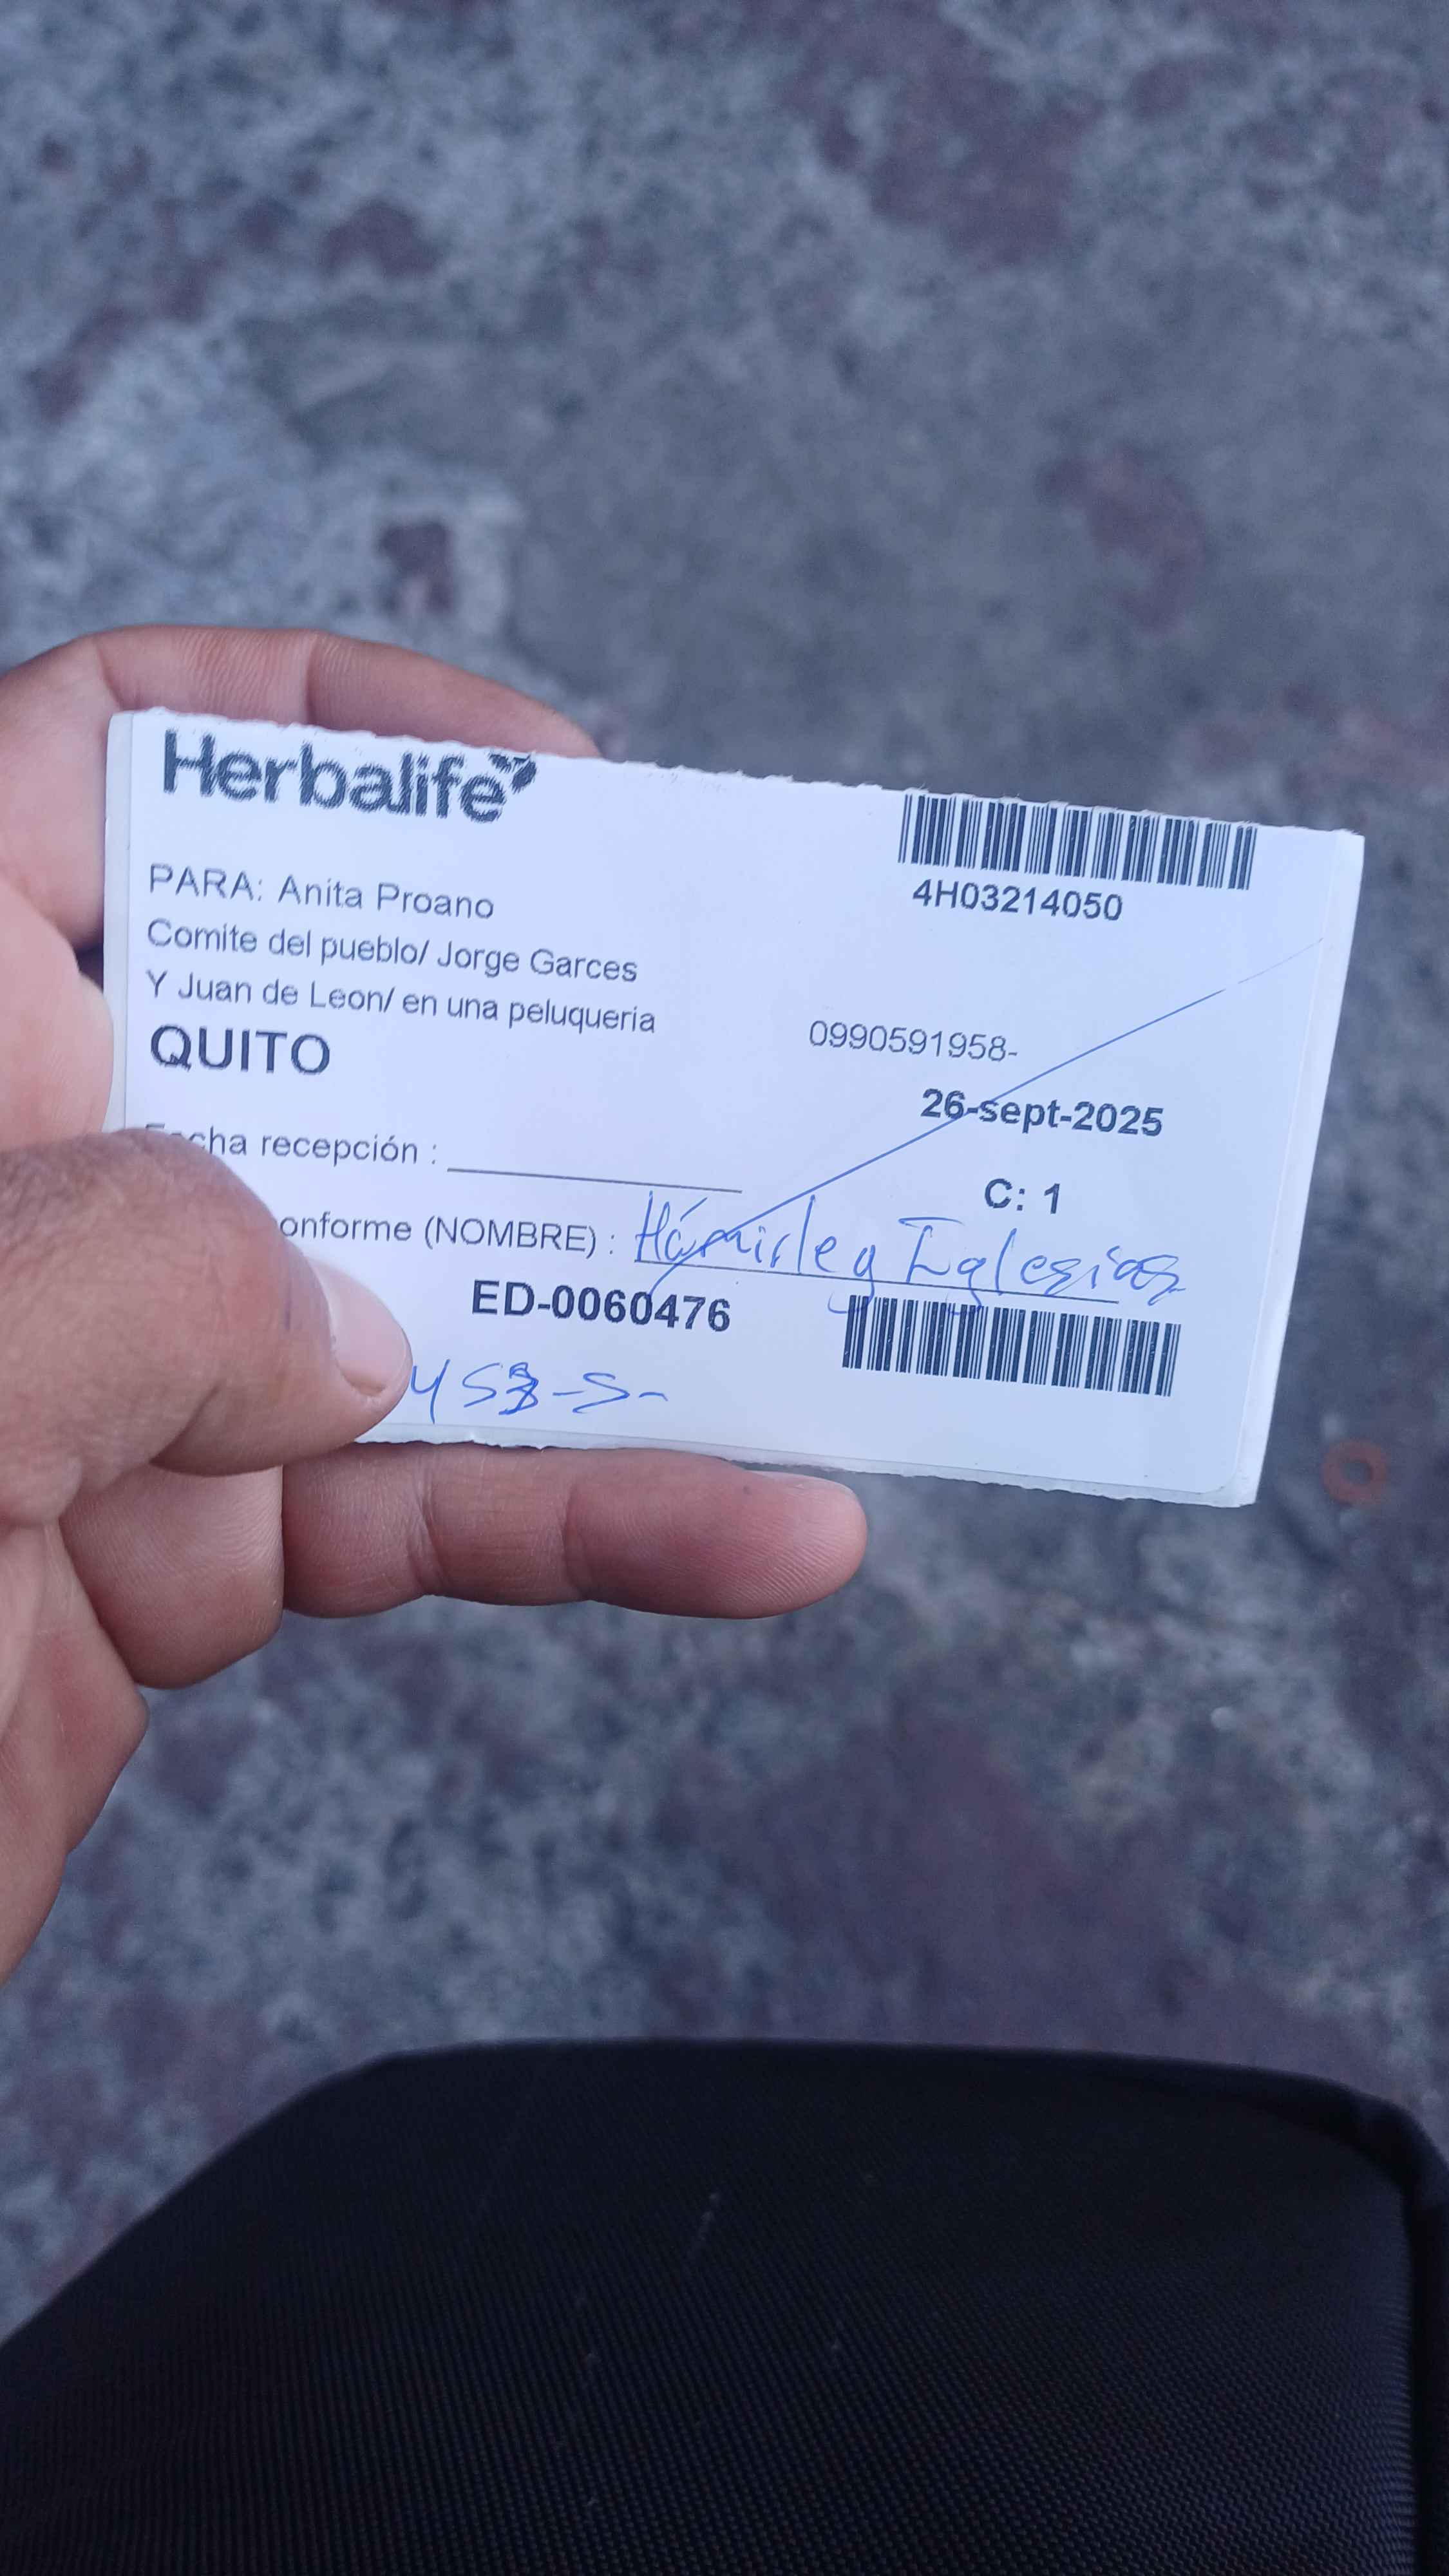 Herbalife
4H03214050
PARA: Anita Proano
Comite del pueblo/ Jorge Garces
Y Juan de Leon/ en una peluqueria
0990591958-
QUITO
26-sept-2025
cha recepción :
C: 1
onforme (NOMBRE) : Iglesias
ED-0060476